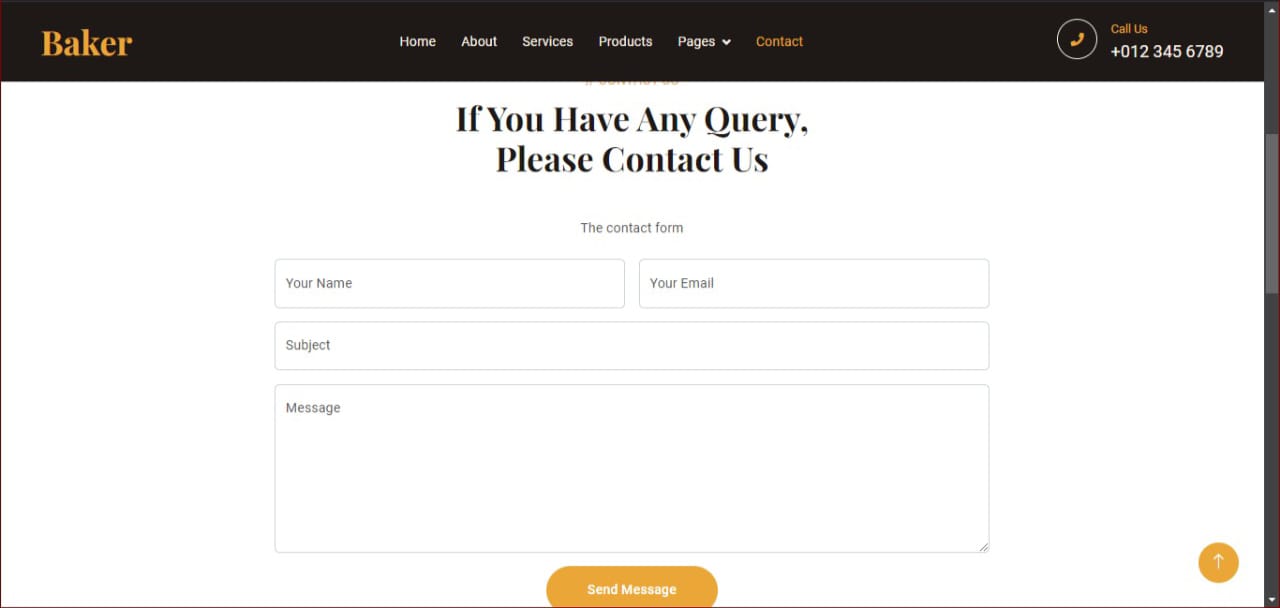 Baker
Home About Services Products Pages Contact
Call Us
+012 345 6789
If You Have Any Query,
Please Contact Us
The contact form
Your Name
Your Email
Subject
Message
Send Message